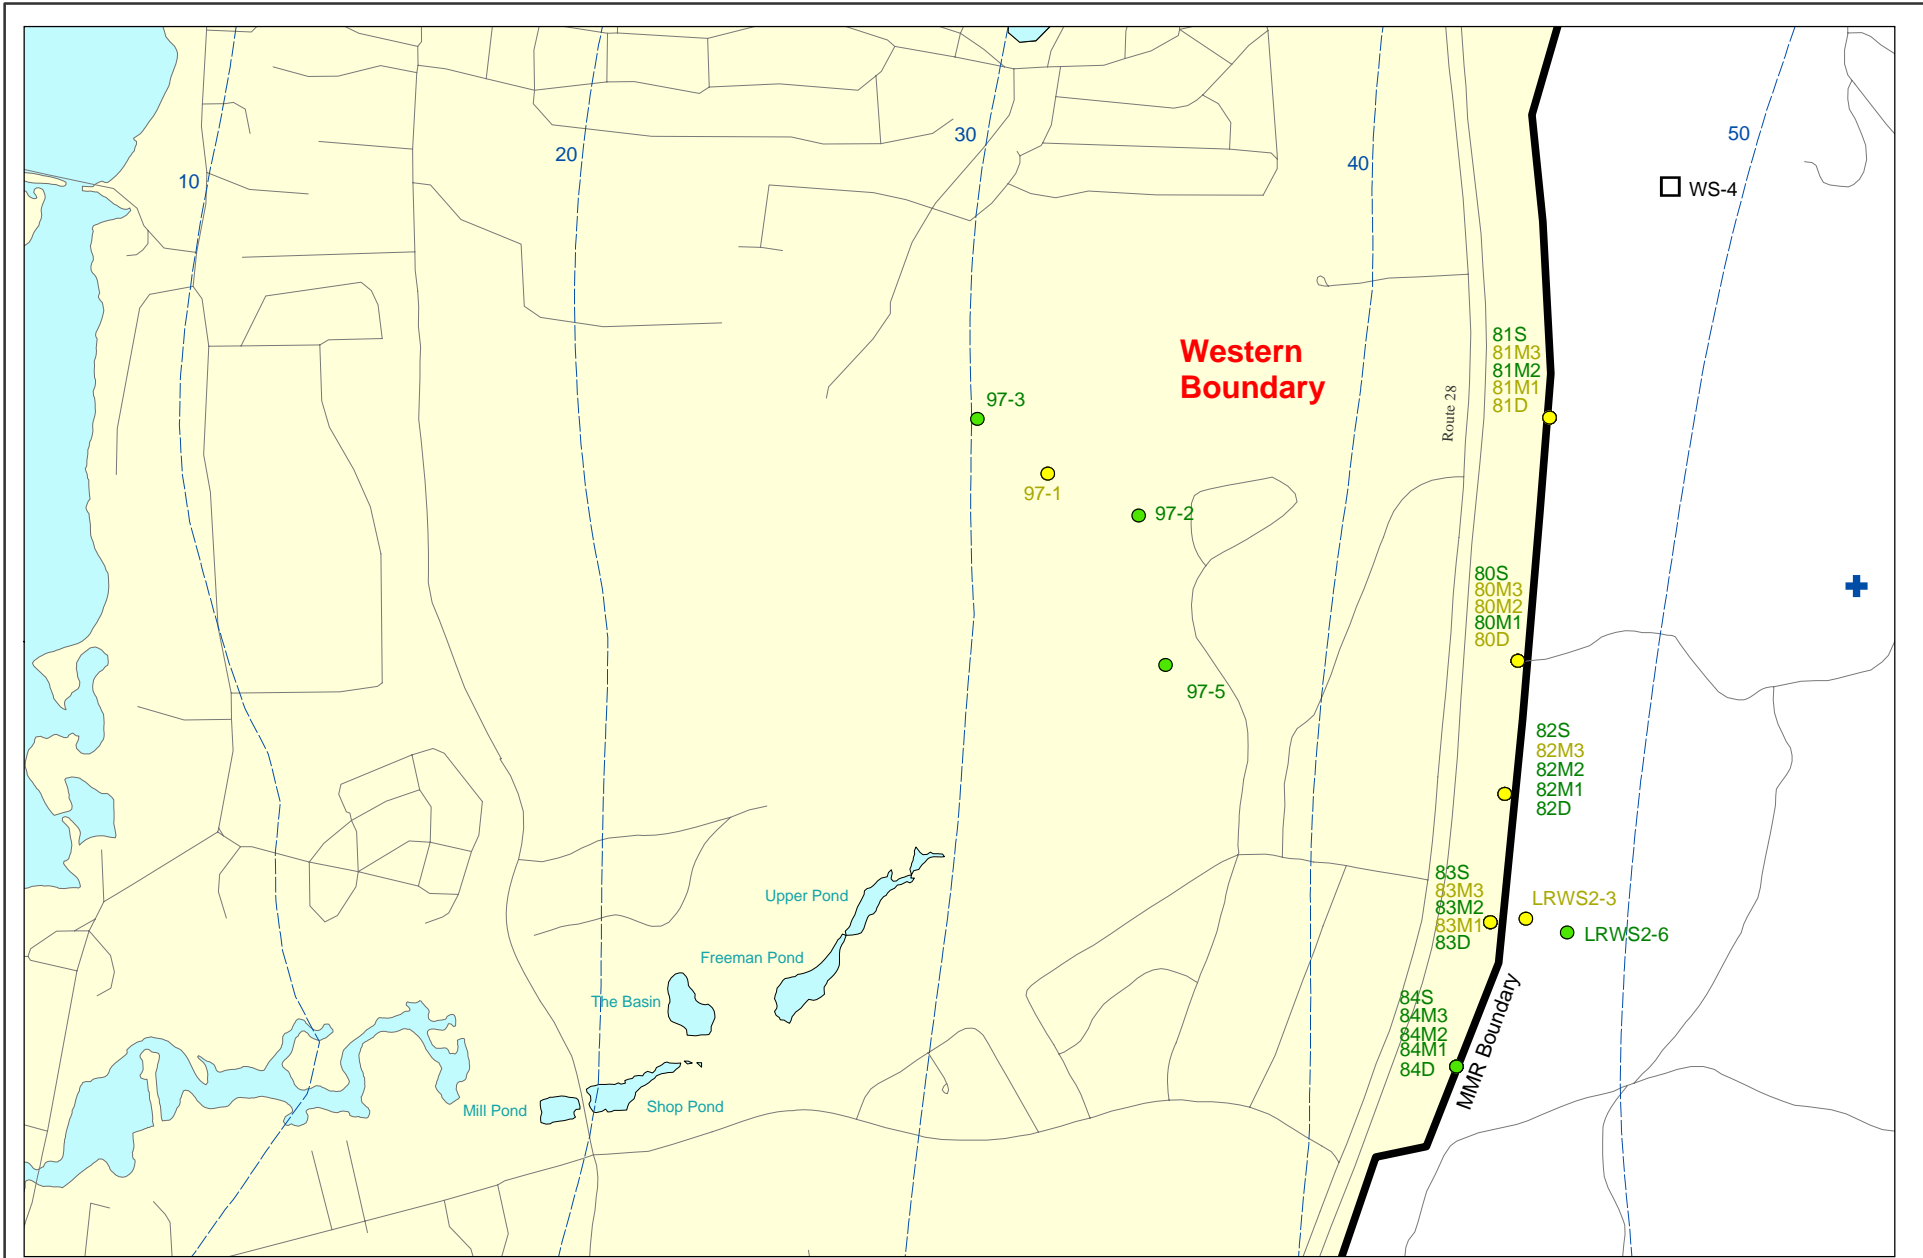 10
20
30
40
50
WS-4
Western
Boundary
Route 28
81S
81M3
81M2
81M1
81D
97-3
97-1
97-2
97-5
80S
80M3
80M2
80M1
80D
82S
82M3
82M2
82M1
82D
83S
83M3
83M2
83M1
83D
LRWS2-3
LRWS2-6
Upper Pond
Freeman Pond
The Basin
Mill Pond
Shop Pond
84S
84M3
84M2
84M1
84D
MMR Boundary